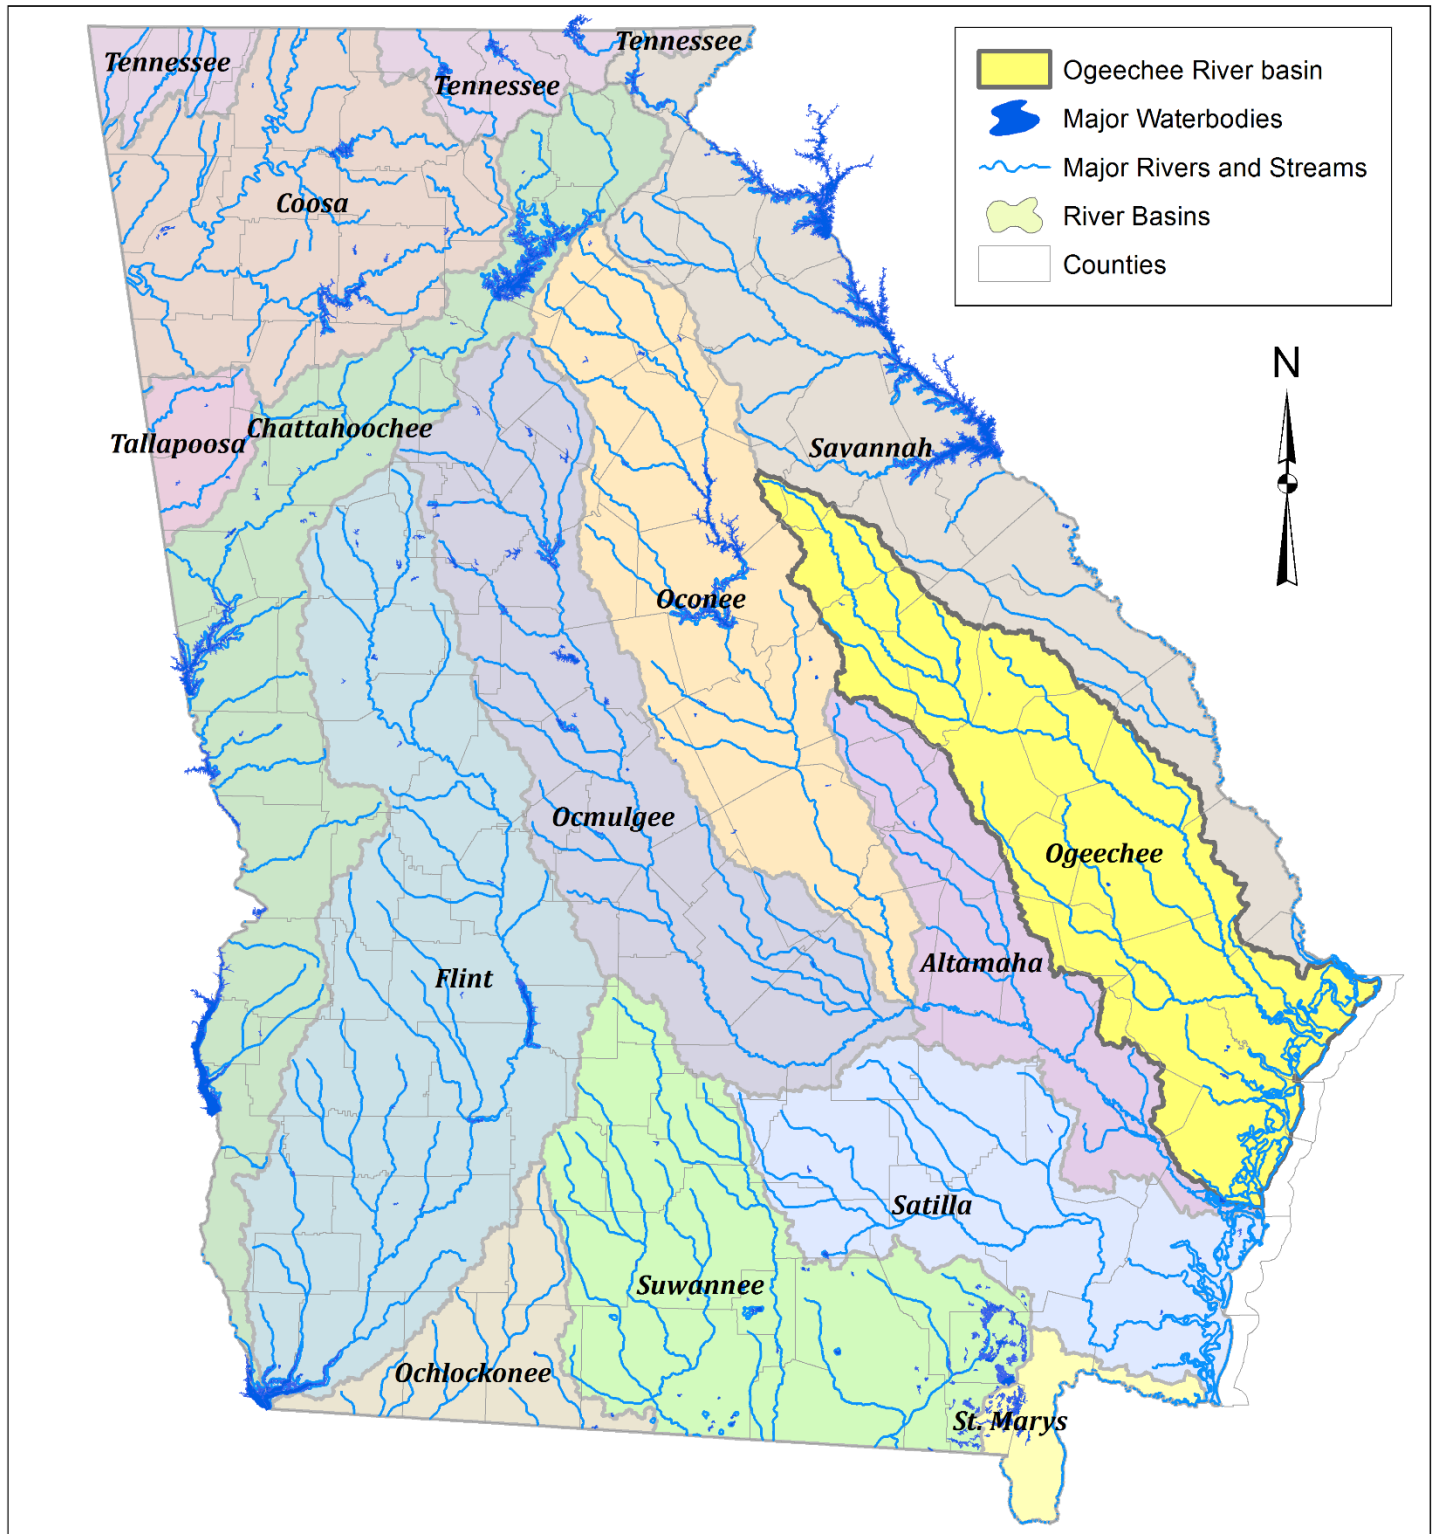 Tennessee
Tennessee
Tennessee
Coosa
Tallapoosa
Chattahoochee
Savannah
Oconee
Ocmulgee
Ogeechee
Flint
Altamaha
Satilla
Suwannee
Ochlockonee
St. Marys
Ogeechee River basin
Major Waterbodies
Major Rivers and Streams
River Basins
Counties
N